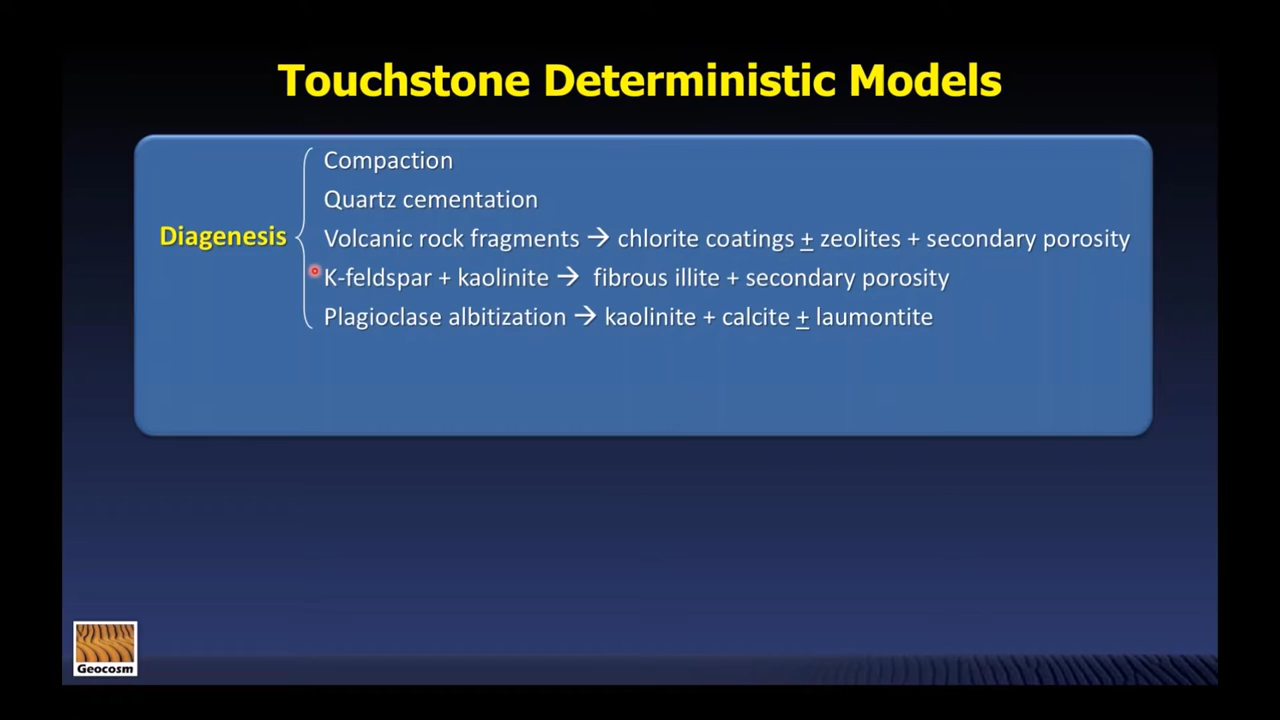 Touchstone Deterministic Models
Diagenesis
Compaction
Quartz cementation
Volcanic rock fragments → chlorite coatings ± zeolites + secondary porosity
K-feldspar + kaolinite → fibrous illite + secondary porosity
Plagioclase albitization → kaolinite + calcite ± laumontite
Geocosm